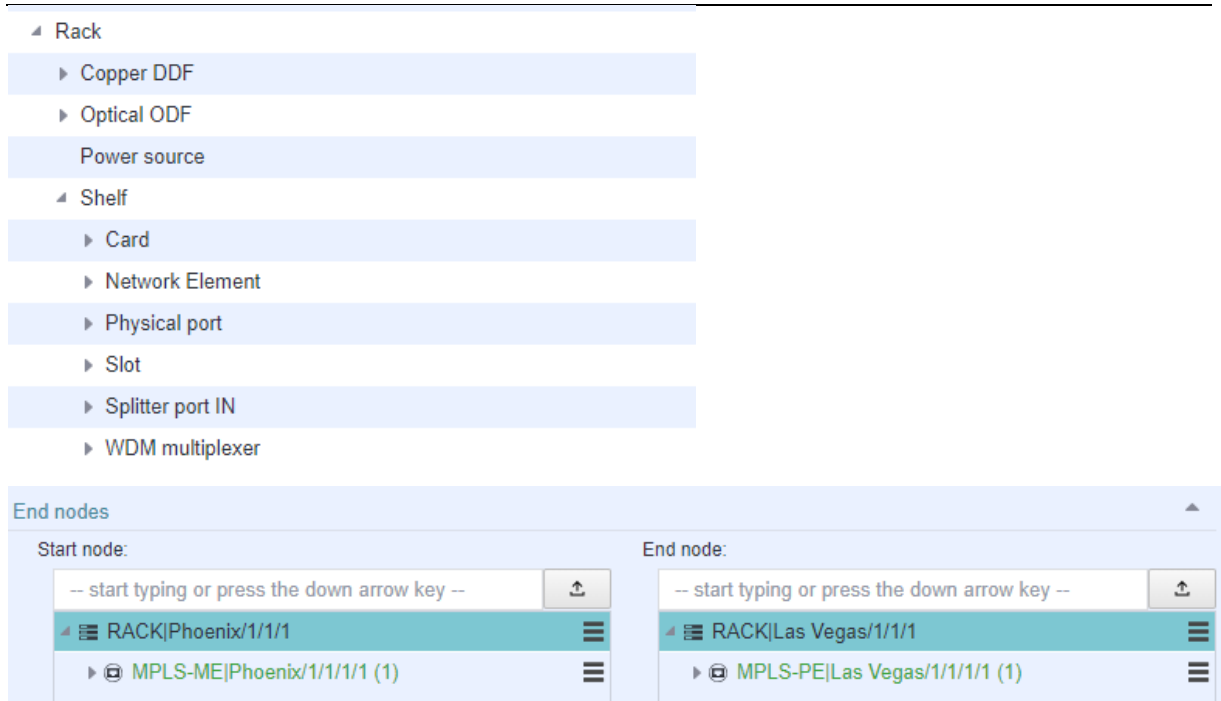 Rack
Copper DDF
Optical ODF
Power source
Shelf
Card
Network Element
Physical port
Slot
Splitter port IN
WDM multiplexer
End nodes
Start node: End node:
-- start typing or press the down arrow key -- -- start typing or press the down arrow key --
RACK|Phoenix/1/1/1 RACK|Las Vegas/1/1/1
MPLS-ME|Phoenix/1/1/1/1 (1) MPLS-PE|Las Vegas/1/1/1/1 (1)